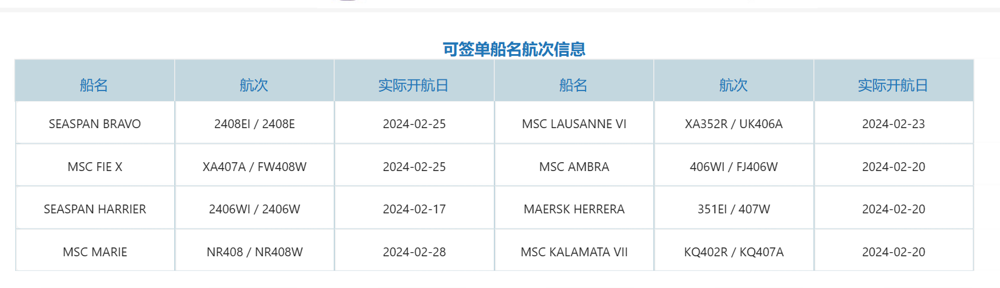 可签单船名航次信息
船名 航次 实际开航日 船名 航次 实际开航日
SEASPAN BRAVO 2408EI / 2408E 2024-02-25 MSC LAUSANNE VI XA352R / UK406A 2024-02-23
MSC FIE X XA407A / FW408W 2024-02-25 MSC AMBRA 406WI / FJ406W 2024-02-20
SEASPAN HARRIER 2406WI / 2406W 2024-02-17 MAERSK HERRERA 351EI / 407W 2024-02-20
MSC MARIE NR408 / NR408W 2024-02-28 MSC KALAMATA VII KQ402R / KQ407A 2024-02-20